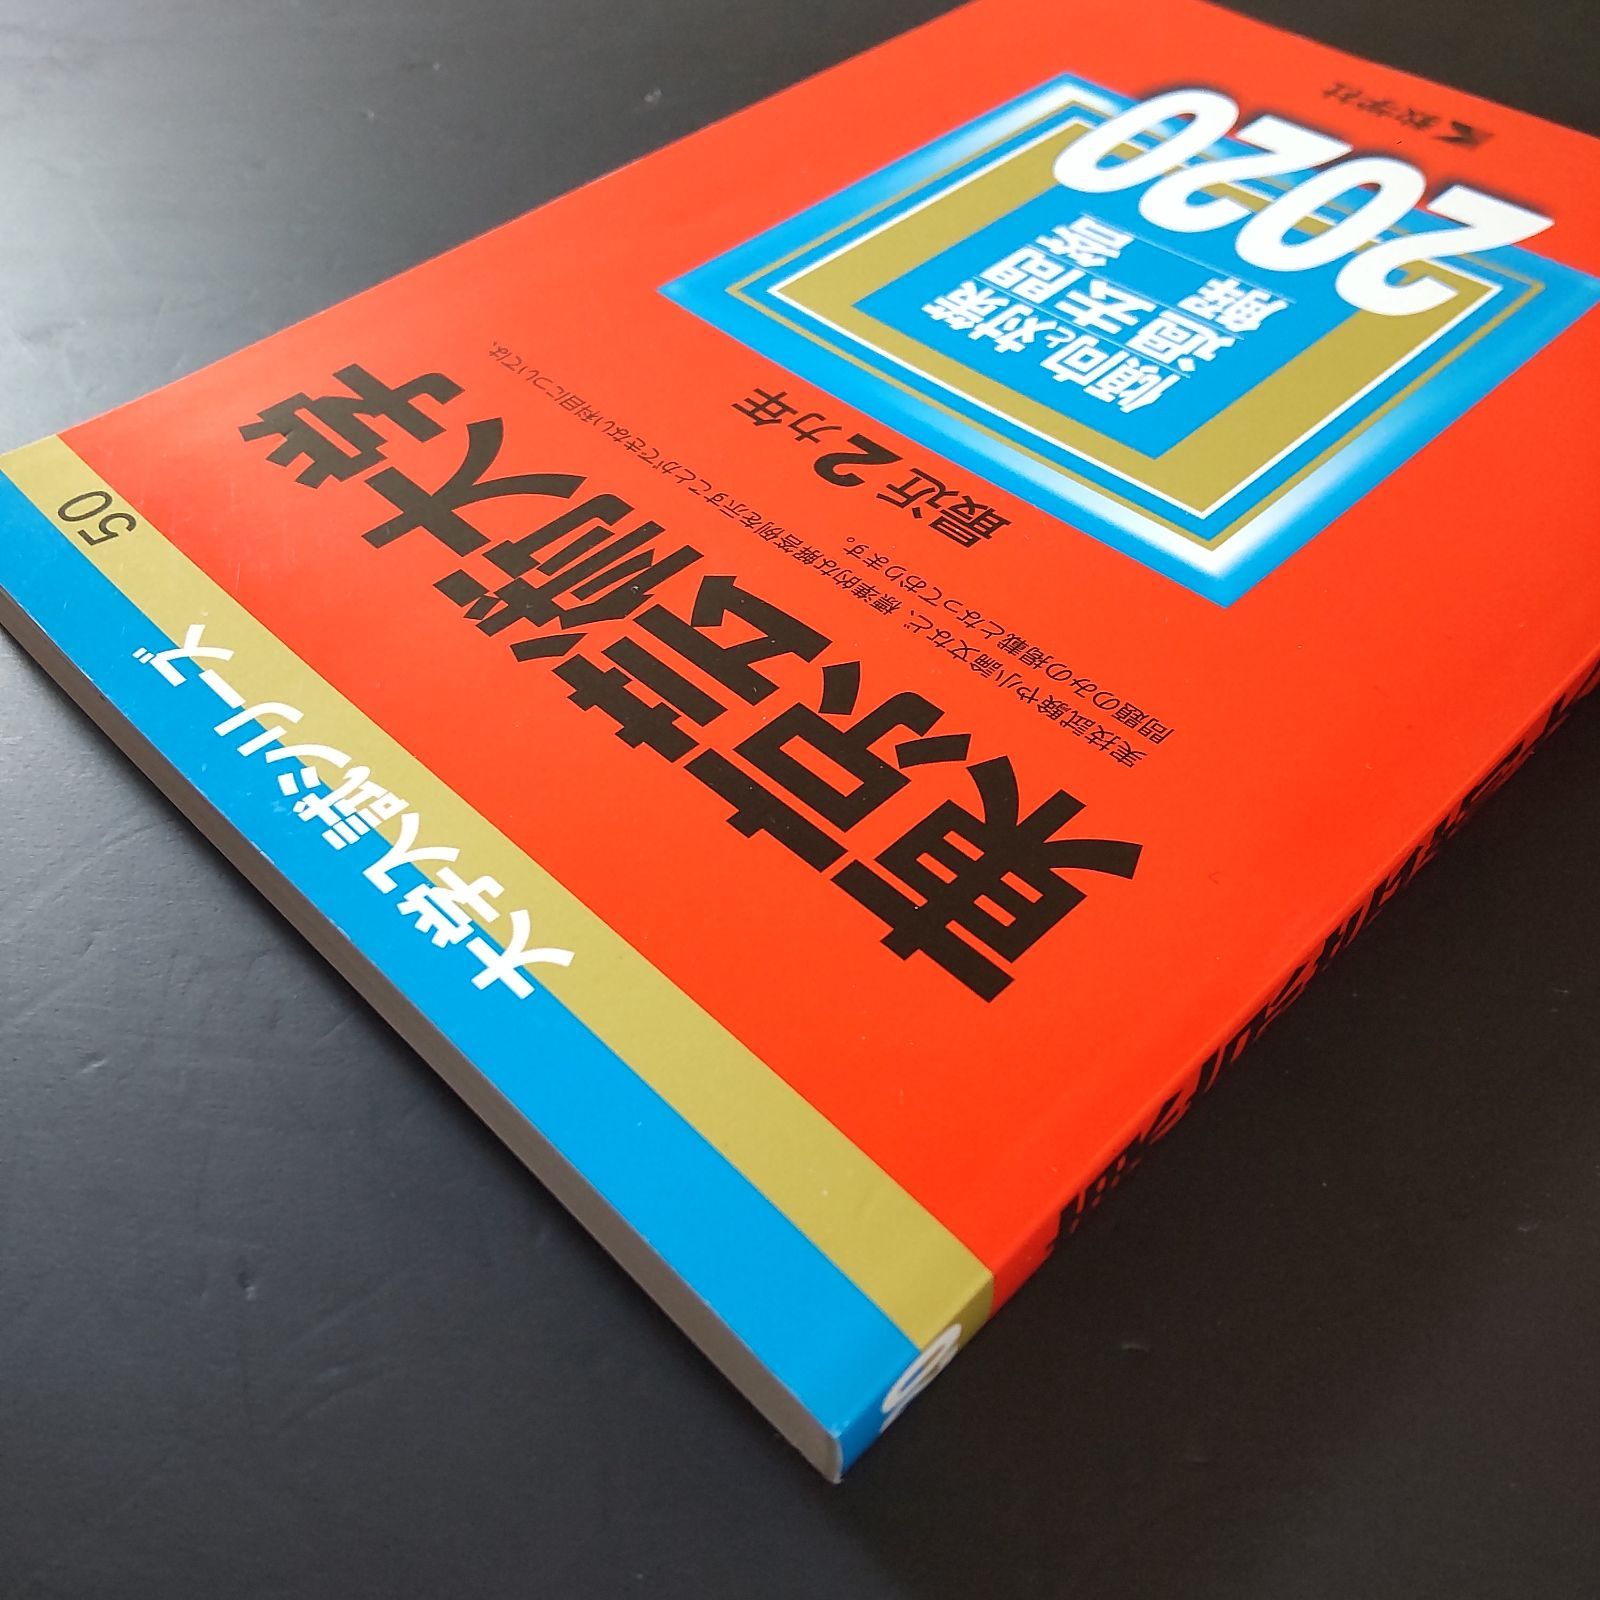 大学入試シリーズ
50
東京芸術大学
実技試験や小論文など、標準的な解答例を示すことができない科目については、
問題のみの掲載となっております。
最近2カ年
傾向と対策
過去問
解答
2020
教学社